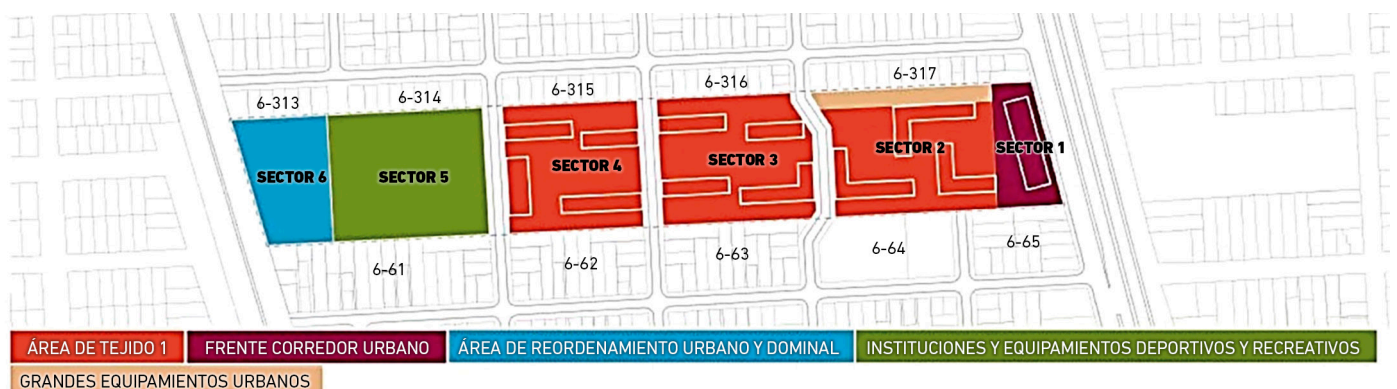 6-313
6-314
6-315
6-316
6-317
SECTOR 6
SECTOR 5
SECTOR 4
SECTOR 3
SECTOR 2
SECTOR 1
6-61
6-62
6-63
6-64
6-65
ÁREA DE TEJIDO 1
FRENTE CORREDOR URBANO
ÁREA DE REORDENAMIENTO URBANO Y DOMINAL
INSTITUCIONES Y EQUIPAMIENTOS DEPORTIVOS Y RECREATIVOS
GRANDES EQUIPAMIENTOS URBANOS